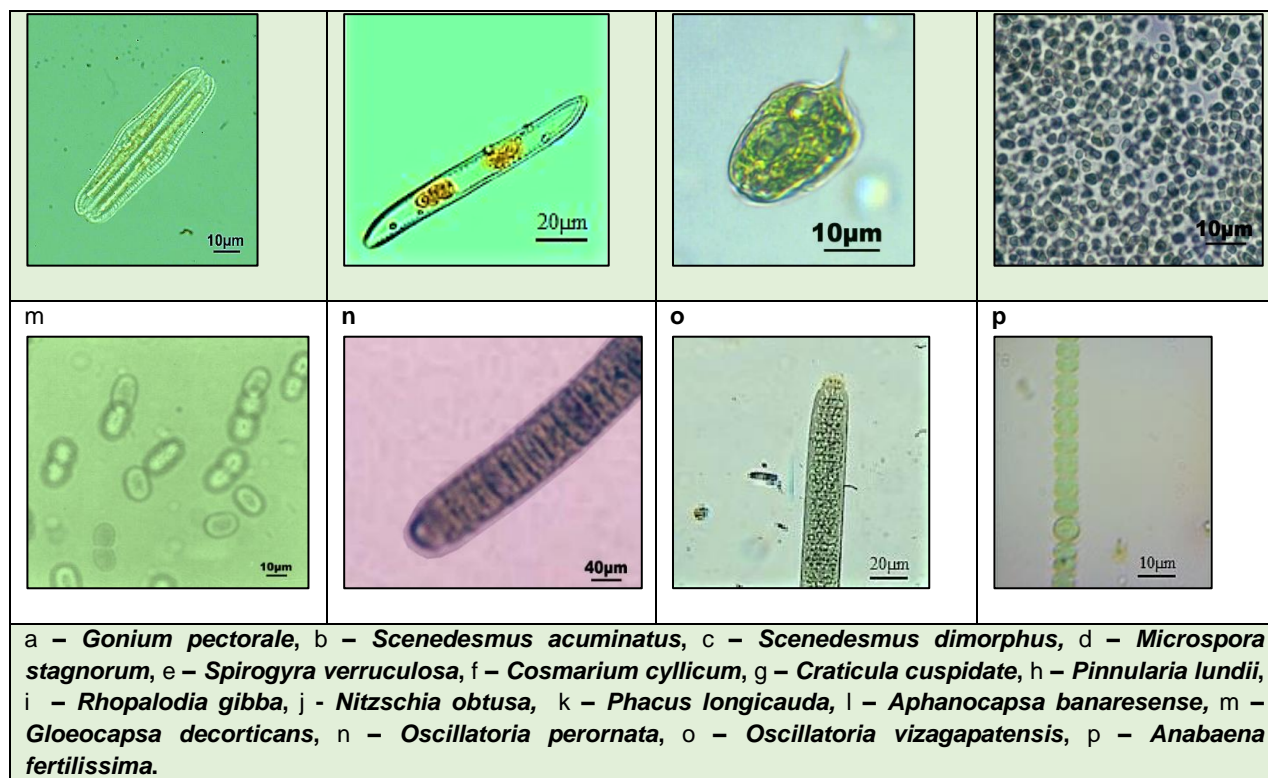 10µm
20µm
10µm
10µm
m
n
o
p
10µm
40µm
20µm
10µm
a – Gonium pectorale, b – Scenedesmus acuminatus, c – Scenedesmus dimorphus, d – Microspora
stagnorum, e – Spirogyra verruculosa, f – Cosmarium cyllicum, g – Craticula cuspidate, h – Pinnularia lundii,
i – Rhopalodia gibba, j - Nitzschia obtusa, k – Phacus longicauda, l – Aphanocapsa banaresense, m –
Gloeocapsa decorticans, n – Oscillatoria perornata, o – Oscillatoria vizagapatensis, p – Anabaena
fertilissima.